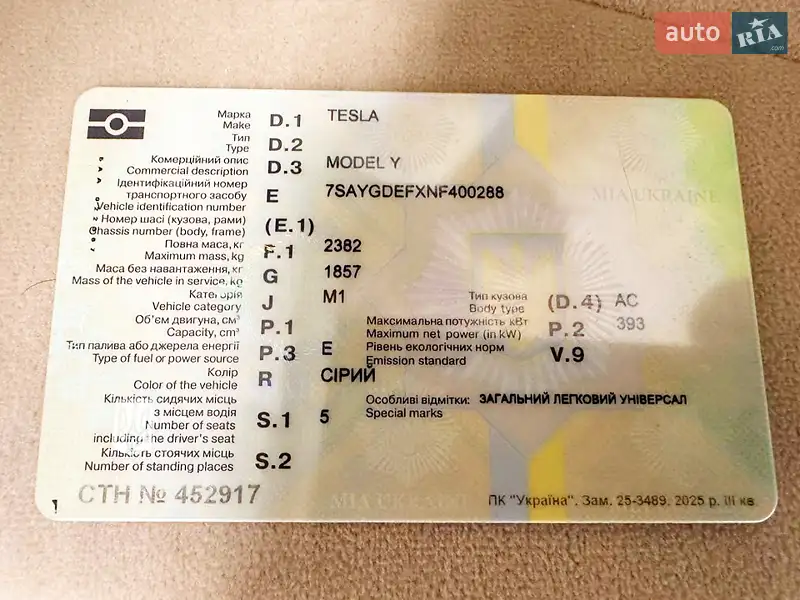 auto RIA .com
Марка
Make D.1 TESLA
Тип
Type D.2
Комерційний опис
Commercial description D.3 MODEL Y
Ідентифікаційний номер
транспортного засобу E 7SAYGDEFXNF400288
Vehicle identification number
Номер шасі (кузова, рами)
Chassis number (body, frame) (E.1)
Повна маса, кг F.1 2382
Maximum mass, kg
Маса без навантаження, кг G 1857
Mass of the vehicle in service, kg
Категорія J M1 Тип кузова (D.4) AC
Vehicle category Body type
Об'єм двигуна, см³ P.1 Максимальна потужність кВт P.2 393
Capacity, cm³ Maximum net power (in kW)
Тип палива або джерела енергії P.3 E Рівень екологічних норм V.9
Type of fuel or power source Emission standard
Колір R СІРИЙ
Color of the vehicle
Кількість сидячих місць Особливі відмітки: ЗАГАЛЬНИЙ ЛЕГКОВИЙ УНІВЕРСАЛ
з місцем водія S.1 5 Special marks
Number of seats
including the driver's seat
Кількість стоячих місць S.2
Number of standing places
СТН № 452917
ПК "Україна". Зам. 25-3489. 2025 р. III кв.
MIA UKRAINE
MIA UKRAINE